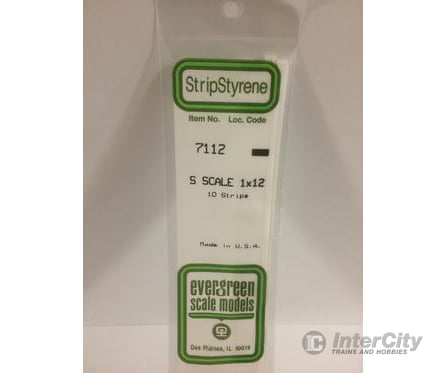 StripStyrene
Item No. Loc. Code
7112
S SCALE 1x12
10 Strips
Made in U.S.A.
evergreen
scale models
Des Plaines, IL 60018
IC InterCity
TRAINS AND HOBBIES